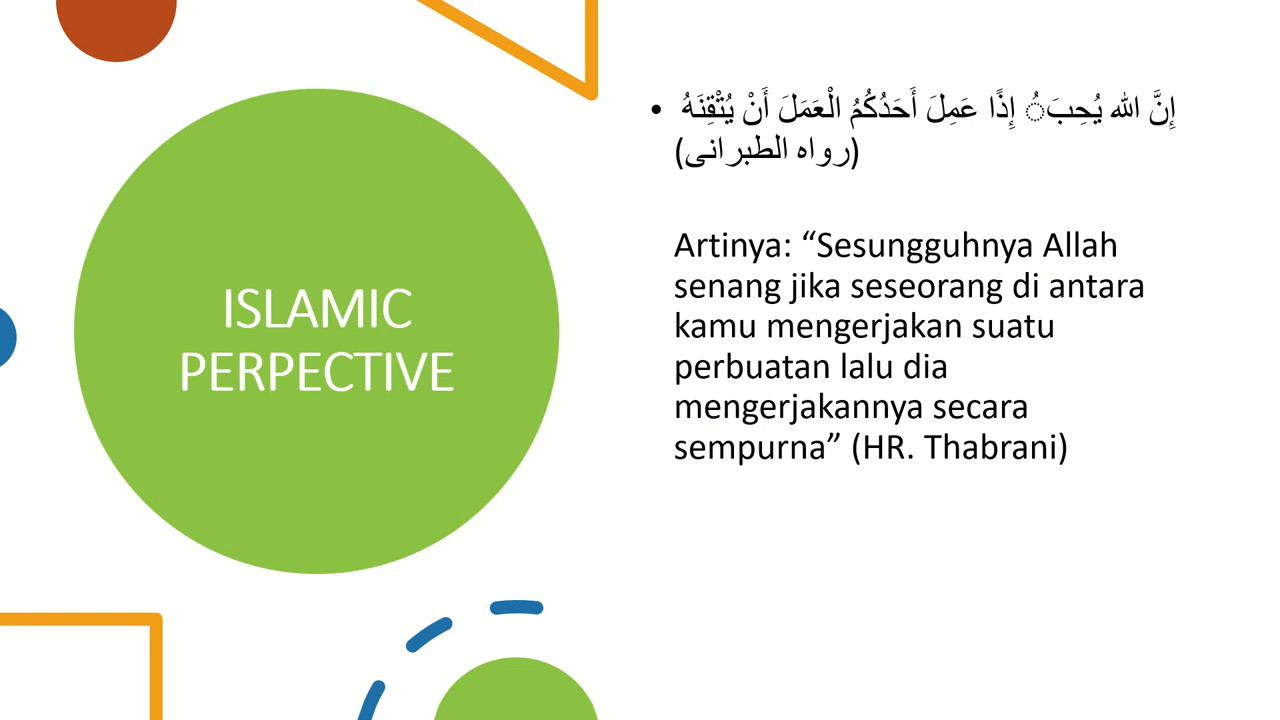 ISLAMIC
PERPECTIVE
• إِنَّ الله يُحِبَُ إِذًا عَمِلَ أَحَدُكُمُ الْعَمَلَ أَنْ يُتْقِنَهُ
(رواه الطبرانى)
Artinya: “Sesungguhnya Allah
senang jika seseorang di antara
kamu mengerjakan suatu
perbuatan lalu dia
mengerjakannya secara
sempurna” (HR. Thabrani)